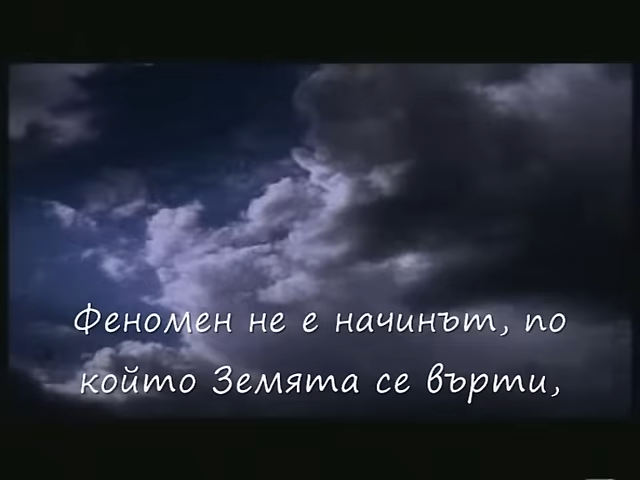 Феномен не е начинът, по
който Земята се върти,